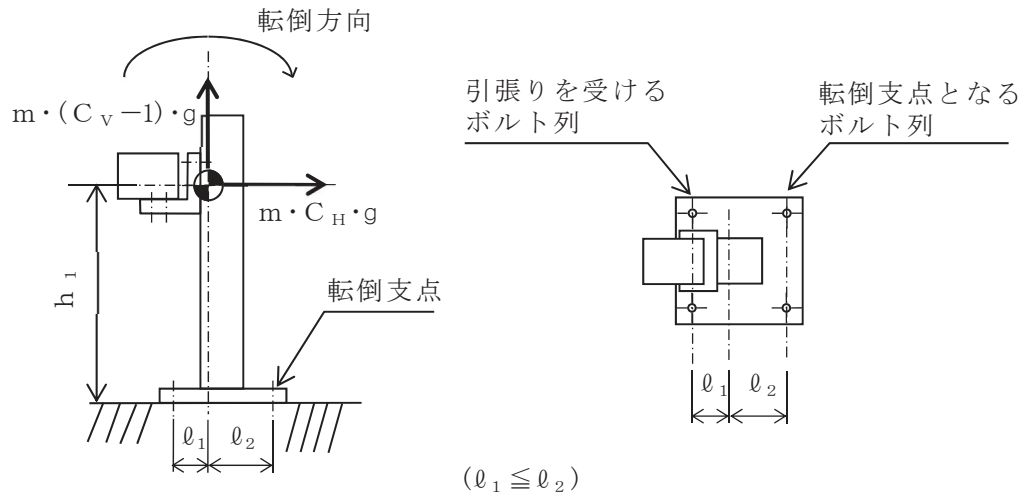 転倒方向
m・(C_V－1)・g
m・C_H・g
h_1
転倒支点
ℓ_1
ℓ_2
引張りを受ける
ボルト列
転倒支点となる
ボルト列
ℓ_1
ℓ_2
(ℓ_1≦ℓ_2)